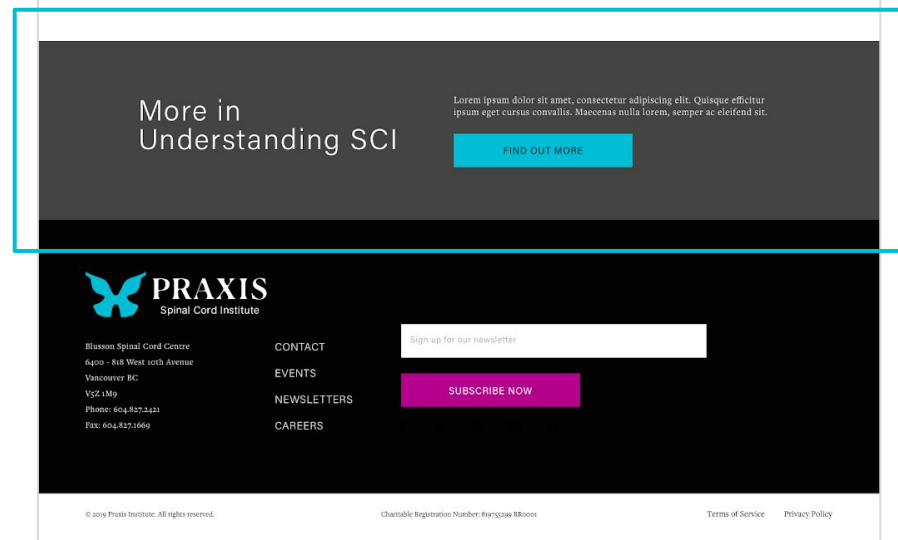 More in
Understanding SCI
Lorem ipsum dolor sit amet, consectetur adipiscing elit. Quisque efficitur
ipsum eget cursus convallis. Maecenas nulla lorem, semper ac eleifend sit.
FIND OUT MORE
PRAXIS
Spinal Cord Institute
Blusson Spinal Cord Centre
6400 - 818 West 10th Avenue
Vancouver BC
V5Z 1M9
Phone: 604.827.2421
Fax: 604.827.1669
CONTACT
EVENTS
NEWSLETTERS
CAREERS
Sign up for our newsletter
SUBSCRIBE NOW
© 2019 Praxis Institute. All rights reserved.
Charitable Registration Number: 819755299 RR0001
Terms of Service
Privacy Policy